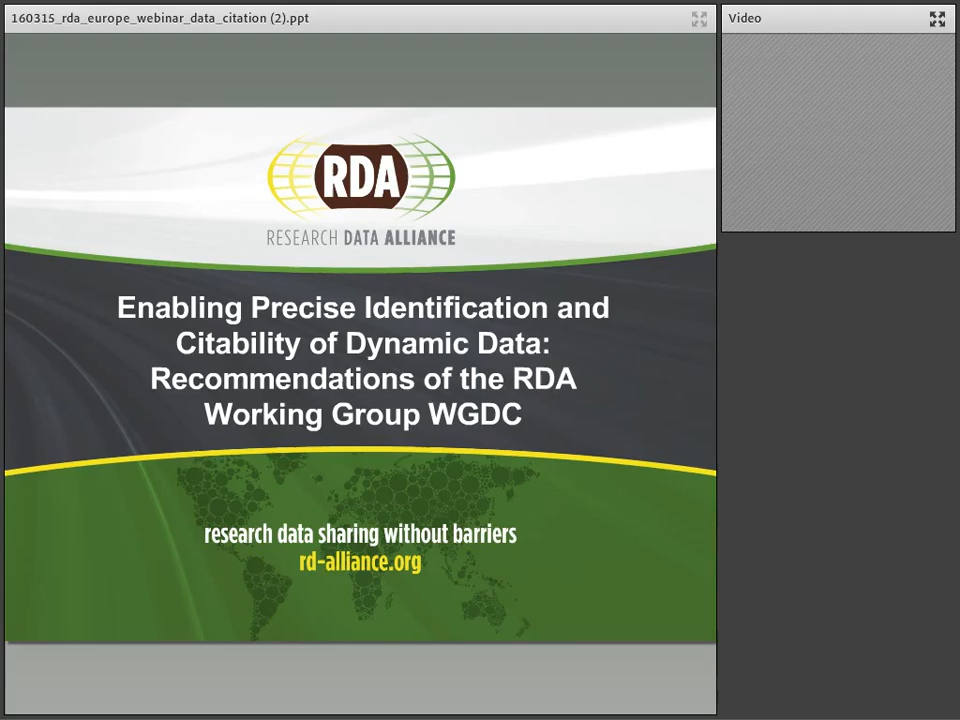 160315_rda_europe_webinar_data_citation (2).ppt
Video
RDA
RESEARCH DATA ALLIANCE
Enabling Precise Identification and
Citability of Dynamic Data:
Recommendations of the RDA
Working Group WGDC
research data sharing without barriers
rd-alliance.org